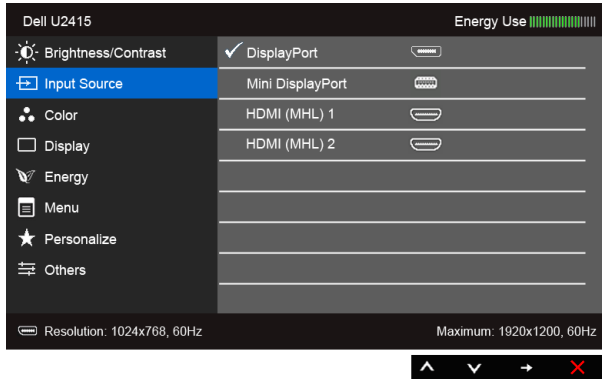 Dell U2415 Energy Use
Brightness/Contrast DisplayPort
Input Source Mini DisplayPort
Color HDMI (MHL) 1
Display HDMI (MHL) 2
Energy
Menu
Personalize
Others
Resolution: 1024x768, 60Hz Maximum: 1920x1200, 60Hz